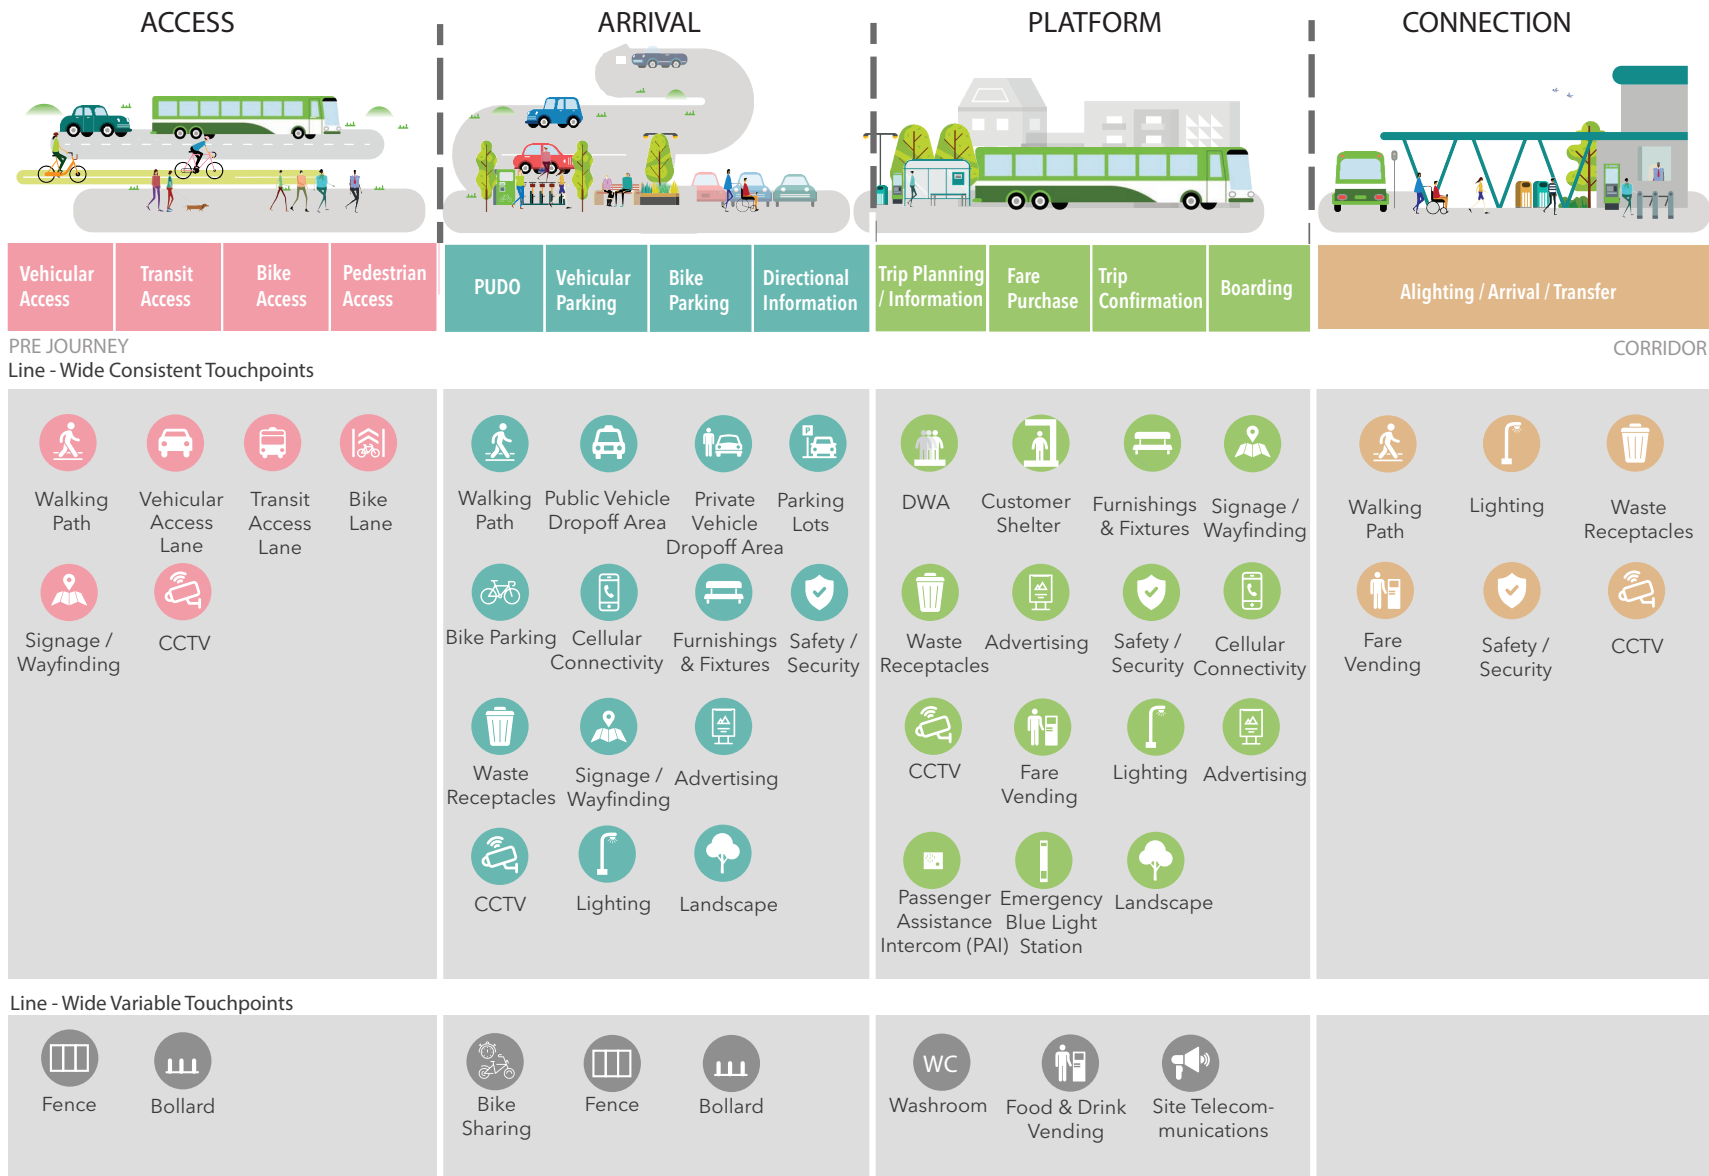 ACCESS
ARRIVAL
PLATFORM
CONNECTION
Vehicular
Access
Transit
Access
Bike
Access
Pedestrian
Access
PUDO
Vehicular
Parking
Bike
Parking
Directional
Information
Trip Planning
/ Information
Fare
Purchase
Trip
Confirmation
Boarding
Alighting / Arrival / Transfer
PRE JOURNEY
CORRIDOR
Line - Wide Consistent Touchpoints
Walking
Path
Vehicular
Access
Lane
Transit
Access
Lane
Bike
Lane
Signage /
Wayfinding
CCTV
Walking
Path
Public Vehicle
Dropoff Area
Private
Vehicle
Dropoff Area
P
Parking
Lots
Bike Parking
Cellular
Connectivity
Furnishings
& Fixtures
Safety /
Security
Waste
Receptacles
Signage /
Wayfinding
Advertising
CCTV
Lighting
Landscape
DWA
Customer
Shelter
Furnishings
& Fixtures
Signage /
Wayfinding
Waste
Receptacles
Advertising
Safety /
Security
Cellular
Connectivity
CCTV
Fare
Vending
Lighting
Advertising
Passenger
Assistance
Intercom (PAI)
Emergency
Blue Light
Station
Landscape
Walking
Path
Lighting
Waste
Receptacles
Fare
Vending
Safety /
Security
CCTV
Line - Wide Variable Touchpoints
Fence
Bollard
Bike
Sharing
Fence
Bollard
WC
Washroom
Food & Drink
Vending
Site Telecom-
munications